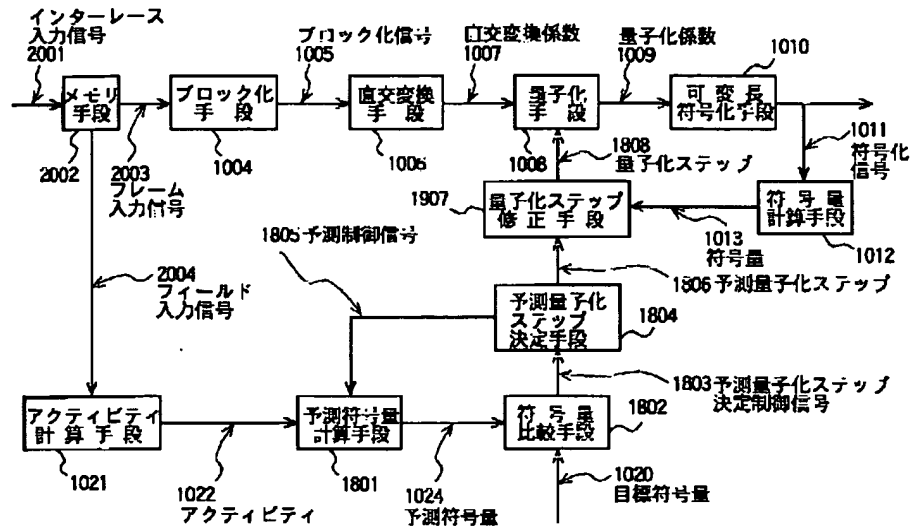 インターレース
入力信号
2001
メモリ
手段
2002
2003
フレーム
入力信号
ブロック化
手段
1004
ブロック化信号
1005
直交変換
手段
1006
直交変換係数
1007
量子化
手段
1008
量子化係数
1009
1010
可変長
符号化手段
1011
符号化
信号
1808
量子化ステップ
1907
量子化ステップ
修正手段
符号量
計算手段
1012
1013
符号量
1805予測制御信号
1806予測量子化ステップ
2004
フィールド
入力信号
予測量子化
ステップ
決定手段
1804
1803予測量子化ステップ
決定制御信号
アクティビティ
計算手段
1021
1022
アクティビティ
予測符号量
計算手段
1801
1024
予測符号量
符号量
比較手段
1802
1020
目標符号量